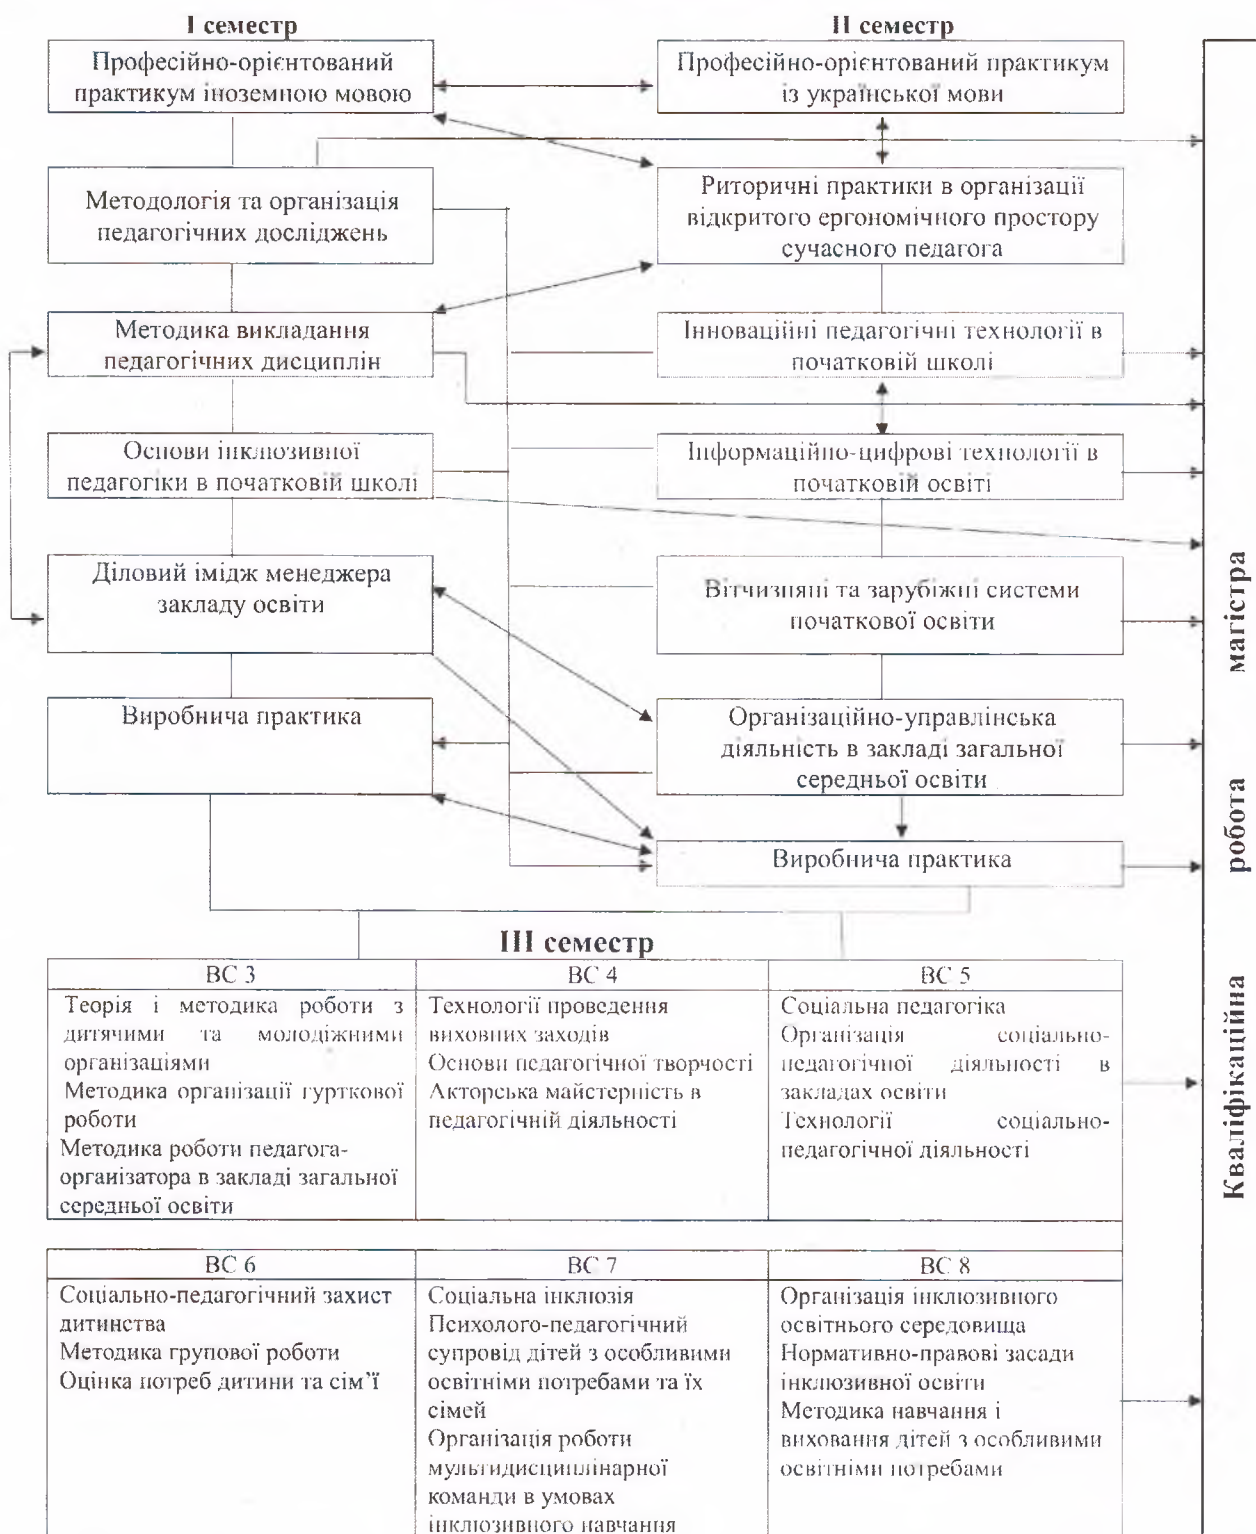 I семестр
Професійно-орієнтований
практикум іноземною мовою
Методологія та організація
педагогічних досліджень
Методика викладання
педагогічних дисциплін
Основи інклюзивної
педагогіки в початковій школі
Діловий імідж менеджера
закладу освіти
Виробнича практика
II семестр
Професійно-орієнтований практикум
із української мови
Риторичні практики в організації
відкритого ергономічного простору
сучасного педагога
Інноваційні педагогічні технології в
початковій школі
Інформаційно-цифрові технології в
початковій освіті
Вітчизняні та зарубіжні системи
початкової освіти
Організаційно-управлінська
діяльність в закладі загальної
середньої освіти
Виробнича практика
Кваліфікаційна робота магістра
III семестр
ВС 3
Теорія і методика роботи з
дитячими та молодіжними
організаціями
Методика організації гурткової
роботи
Методика роботи педагога-
організатора в закладі загальної
середньої освіти
ВС 4
Технології проведення
виховних заходів
Основи педагогічної творчості
Акторська майстерність в
педагогічній діяльності
ВС 5
Соціальна педагогіка
Організація соціально-
педагогічної діяльності в
закладах освіти
Технології соціально-
педагогічної діяльності
ВС 6
Соціально-педагогічний захист
дитинства
Методика групової роботи
Оцінка потреб дитини та сім’ї
ВС 7
Соціальна інклюзія
Психолого-педагогічний
супровід дітей з особливими
освітніми потребами та їх
сімей
Організація роботи
мультидисциплінарної
команди в умовах
інклюзивного навчання
ВС 8
Організація інклюзивного
освітнього середовища
Нормативно-правові засади
інклюзивної освіти
Методика навчання і
виховання дітей з особливими
освітніми потребами